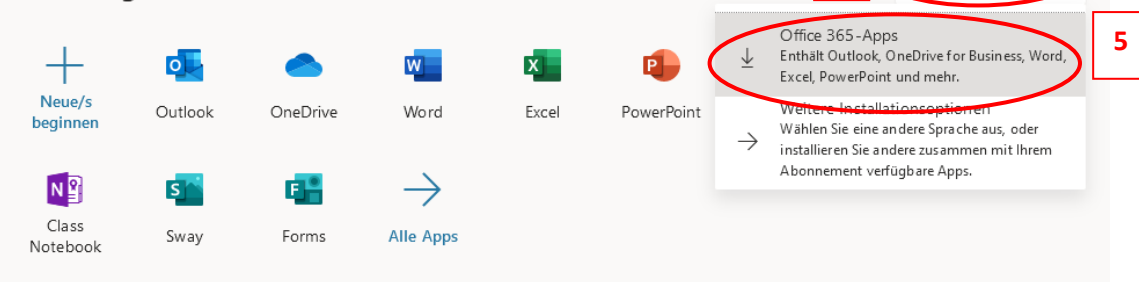 Office 365-Apps
Enthält Outlook, OneDrive for Business, Word,
Excel, PowerPoint und mehr.
5
Neue/s
beginnen
Outlook
OneDrive
Word
Excel
PowerPoint
Weitere Installationsoptionen
Wählen Sie eine andere Sprache aus, oder
installieren Sie andere zusammen mit Ihrem
Abonnement verfügbare Apps.
Class
Notebook
Sway
Forms
Alle Apps